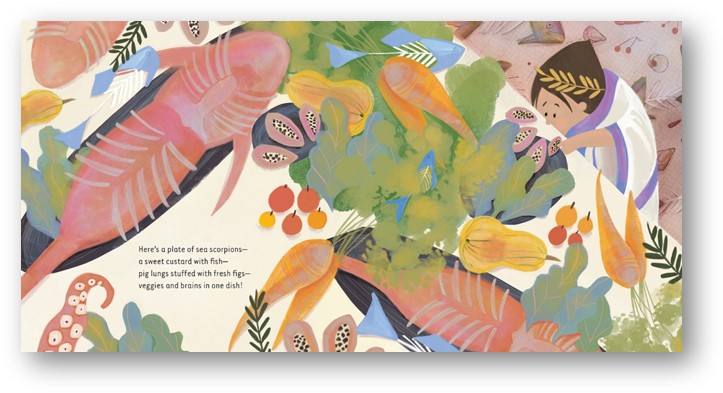 Here's a plate of sea scorpions—
a sweet custard with fish—
pig lungs stuffed with fresh figs—
veggies and brains in one dish!